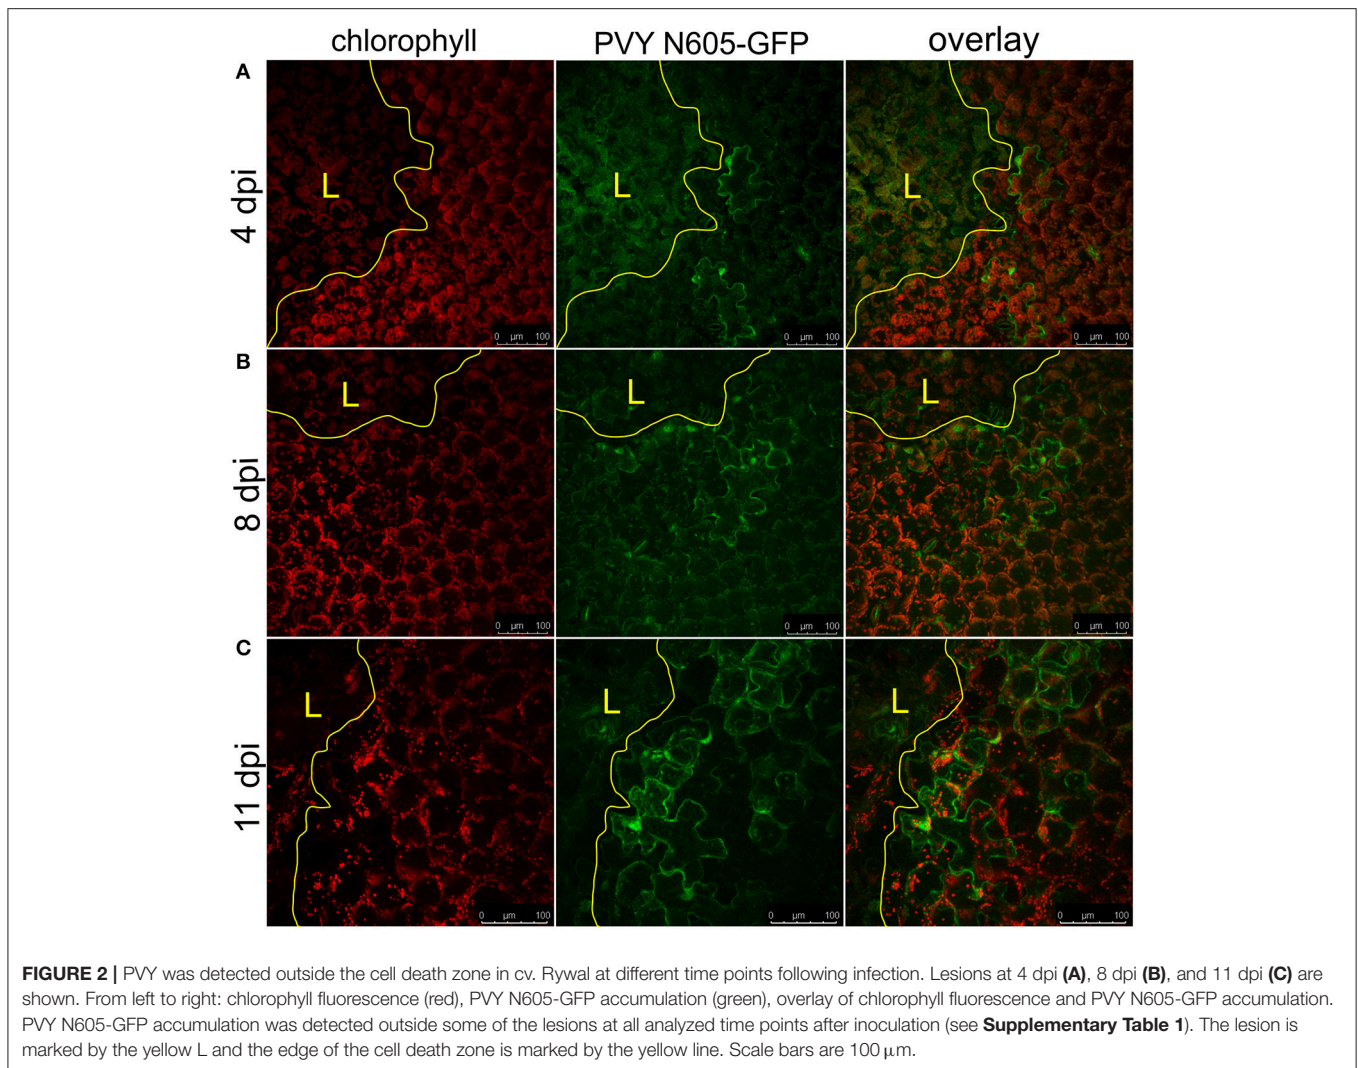 chlorophyll PVY N605-GFP overlay
A
4 dpi
L L L
0 µm 100 0 µm 100 0 µm 100
B
8 dpi
L L L
0 µm 100 0 µm 100 0 µm 100
C
11 dpi
L L L
0 µm 100 0 µm 100 0 µm 100
FIGURE 2 | PVY was detected outside the cell death zone in cv. Rywal at different time points following infection. Lesions at 4 dpi (A), 8 dpi (B), and 11 dpi (C) are
shown. From left to right: chlorophyll fluorescence (red), PVY N605-GFP accumulation (green), overlay of chlorophyll fluorescence and PVY N605-GFP accumulation.
PVY N605-GFP accumulation was detected outside some of the lesions at all analyzed time points after inoculation (see Supplementary Table 1). The lesion is
marked by the yellow L and the edge of the cell death zone is marked by the yellow line. Scale bars are 100 µm.